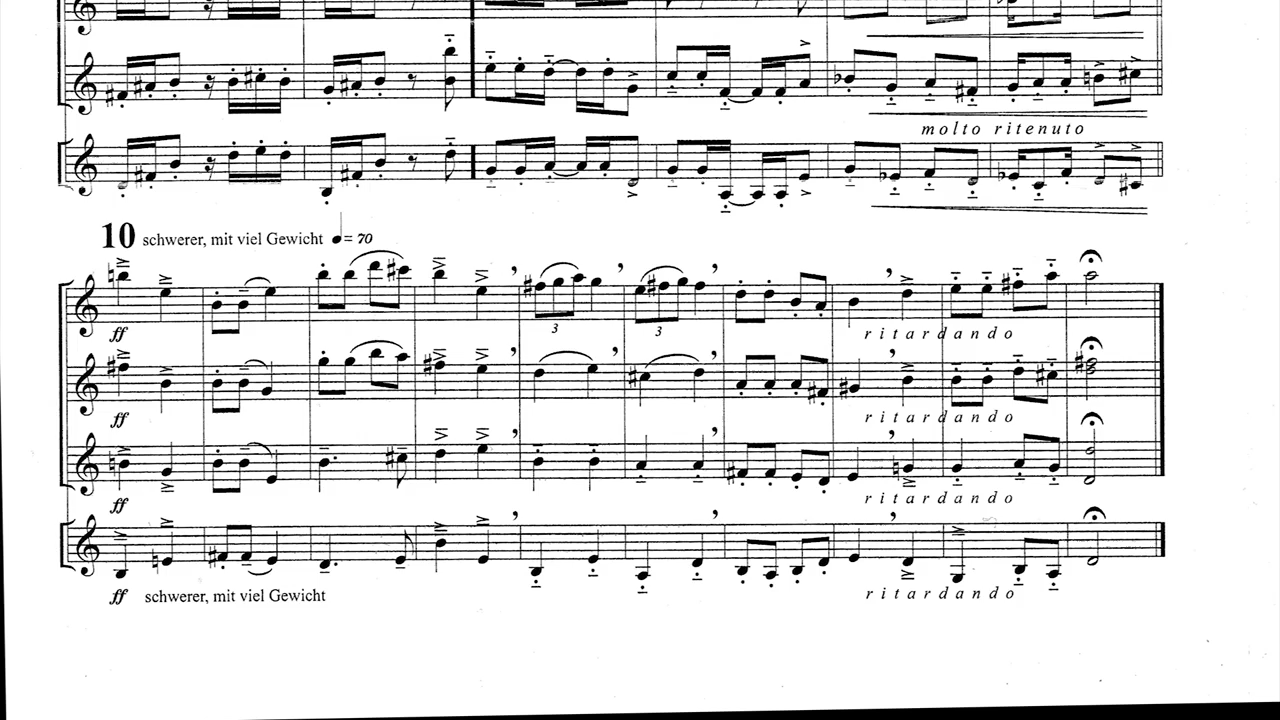 molto ritenuto
10 schwerer, mit viel Gewicht = 70
ff
3 3
ritardando
ff
ritardando
ff
ritardando
ff schwerer, mit viel Gewicht
ritardando